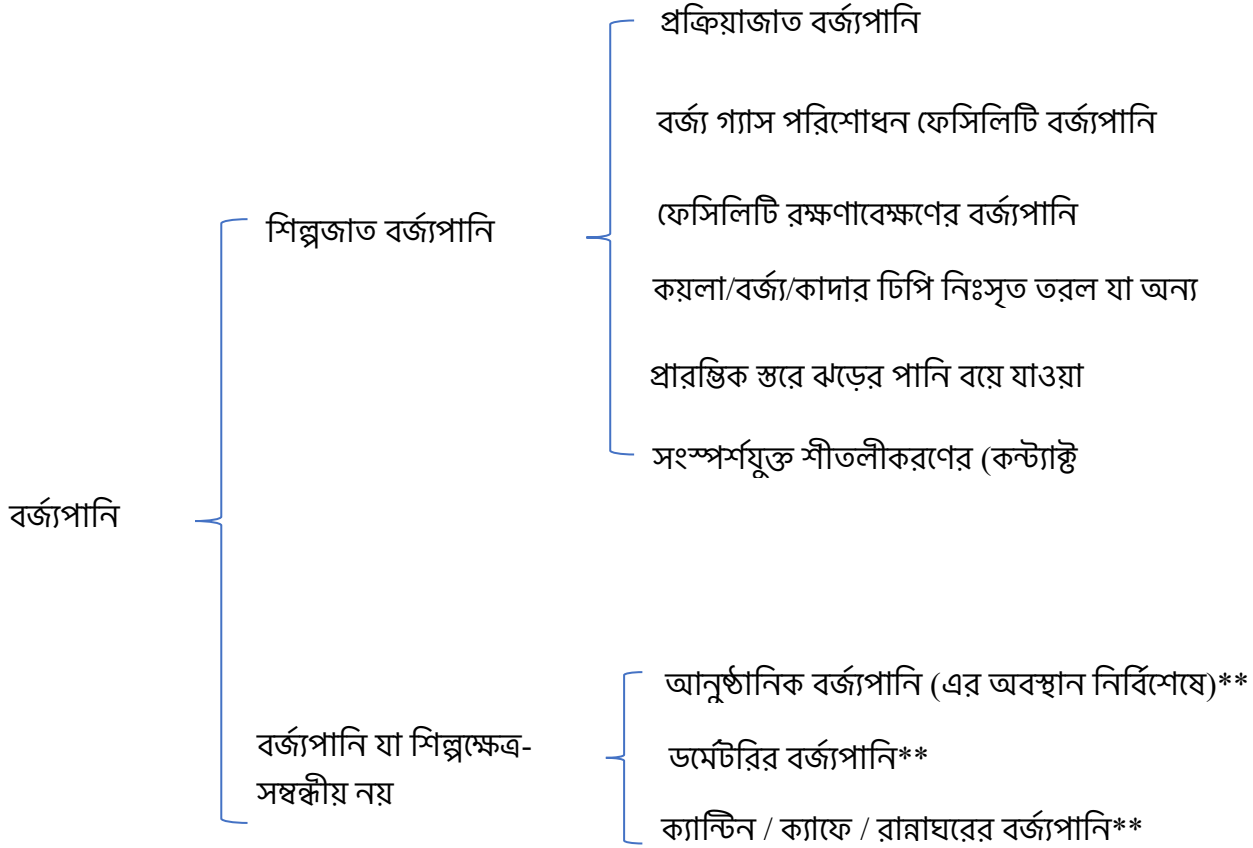 প্রক্রিয়াজাত বর্জ্যপানি
বর্জ্য গ্যাস পরিশোধন ফেসিলিটি বর্জ্যপানি
ফেসিলিটি রক্ষণাবেক্ষণের বর্জ্যপানি
শিল্পজাত বর্জ্যপানি
কয়লা/বর্জ্য/কাদার ঢিপি নিঃসৃত তরল যা অন্য
প্রারম্ভিক স্তরে ঝড়ের পানি বয়ে যাওয়া
সংস্পর্শযুক্ত শীতলীকরণের (কন্ট্যাক্ট
বর্জ্যপানি
আনুষ্ঠানিক বর্জ্যপানি (এর অবস্থান নির্বিশেষে)**
বর্জ্যপানি যা শিল্পক্ষেত্র-
সম্বন্ধীয় নয়
ডর্মেটরির বর্জ্যপানি**
ক্যান্টিন / ক্যাফে / রান্নাঘরের বর্জ্যপানি**